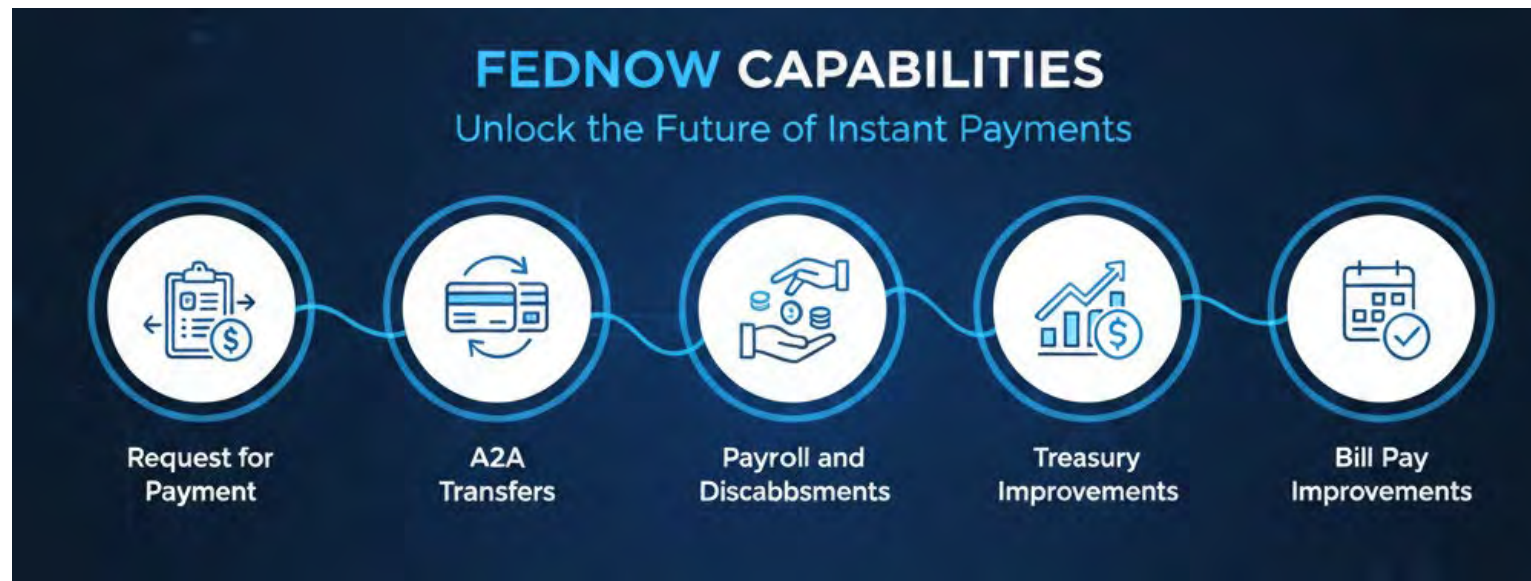 FEDNOW CAPABILITIES
Unlock the Future of Instant Payments
Request for
Payment
A2A
Transfers
Payroll and
Discabbsments
Treasury
Improvements
Bill Pay
Improvements